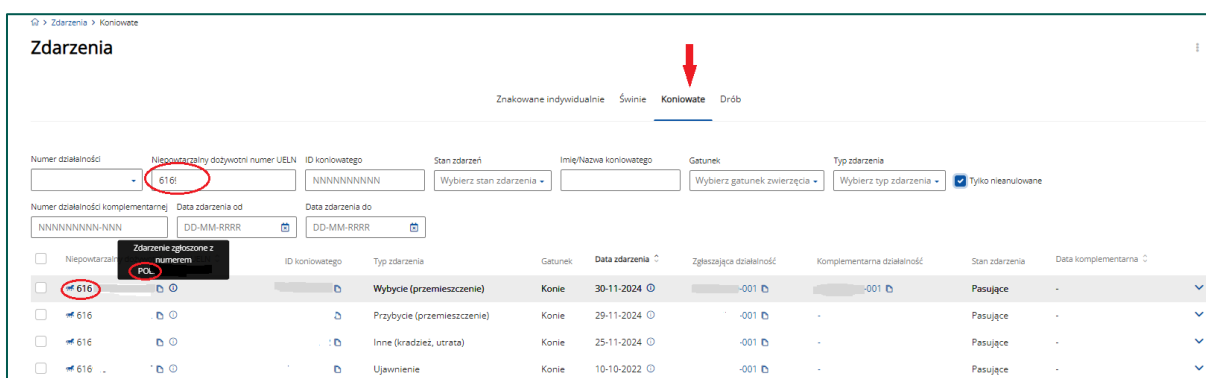 Zdarzenia > Koniowate
Zdarzenia
Znakowane indywidualnie Świnie Koniowate Drób
Numer działalności Niepowtarzalny dożywotni numer UELN ID koniowatego Stan zdarzeń Imię/Nazwa koniowatego Gatunek Typ zdarzenia
616 NNNNNNNNNN Wybierz stan zdarzenia Wybierz gatunek zwierzęcia Wybierz typ zdarzenia Tylko nieanulowane
Numer działalności komplementarnej Data zdarzenia od Data zdarzenia do
NNNNNNNNN-NNN DD-MM-RRRR DD-MM-RRRR
Zdarzenie zgłoszone z
numerem
POL
ID koniowatego Typ zdarzenia Gatunek Data zdarzenia Zgłaszająca działalność Komplementarna działalność Stan zdarzenia Data komplementarna
616 Wybycie (przemieszczenie) Konie 30-11-2024 -001 -001 Pasujące -
616 Przybycie (przemieszczenie) Konie 29-11-2024 -001 - Pasujące -
616 Inne (kradzież, utrata) Konie 25-11-2024 -001 - Pasujące -
616 Ujawnienie Konie 10-10-2022 -001 - Pasujące -